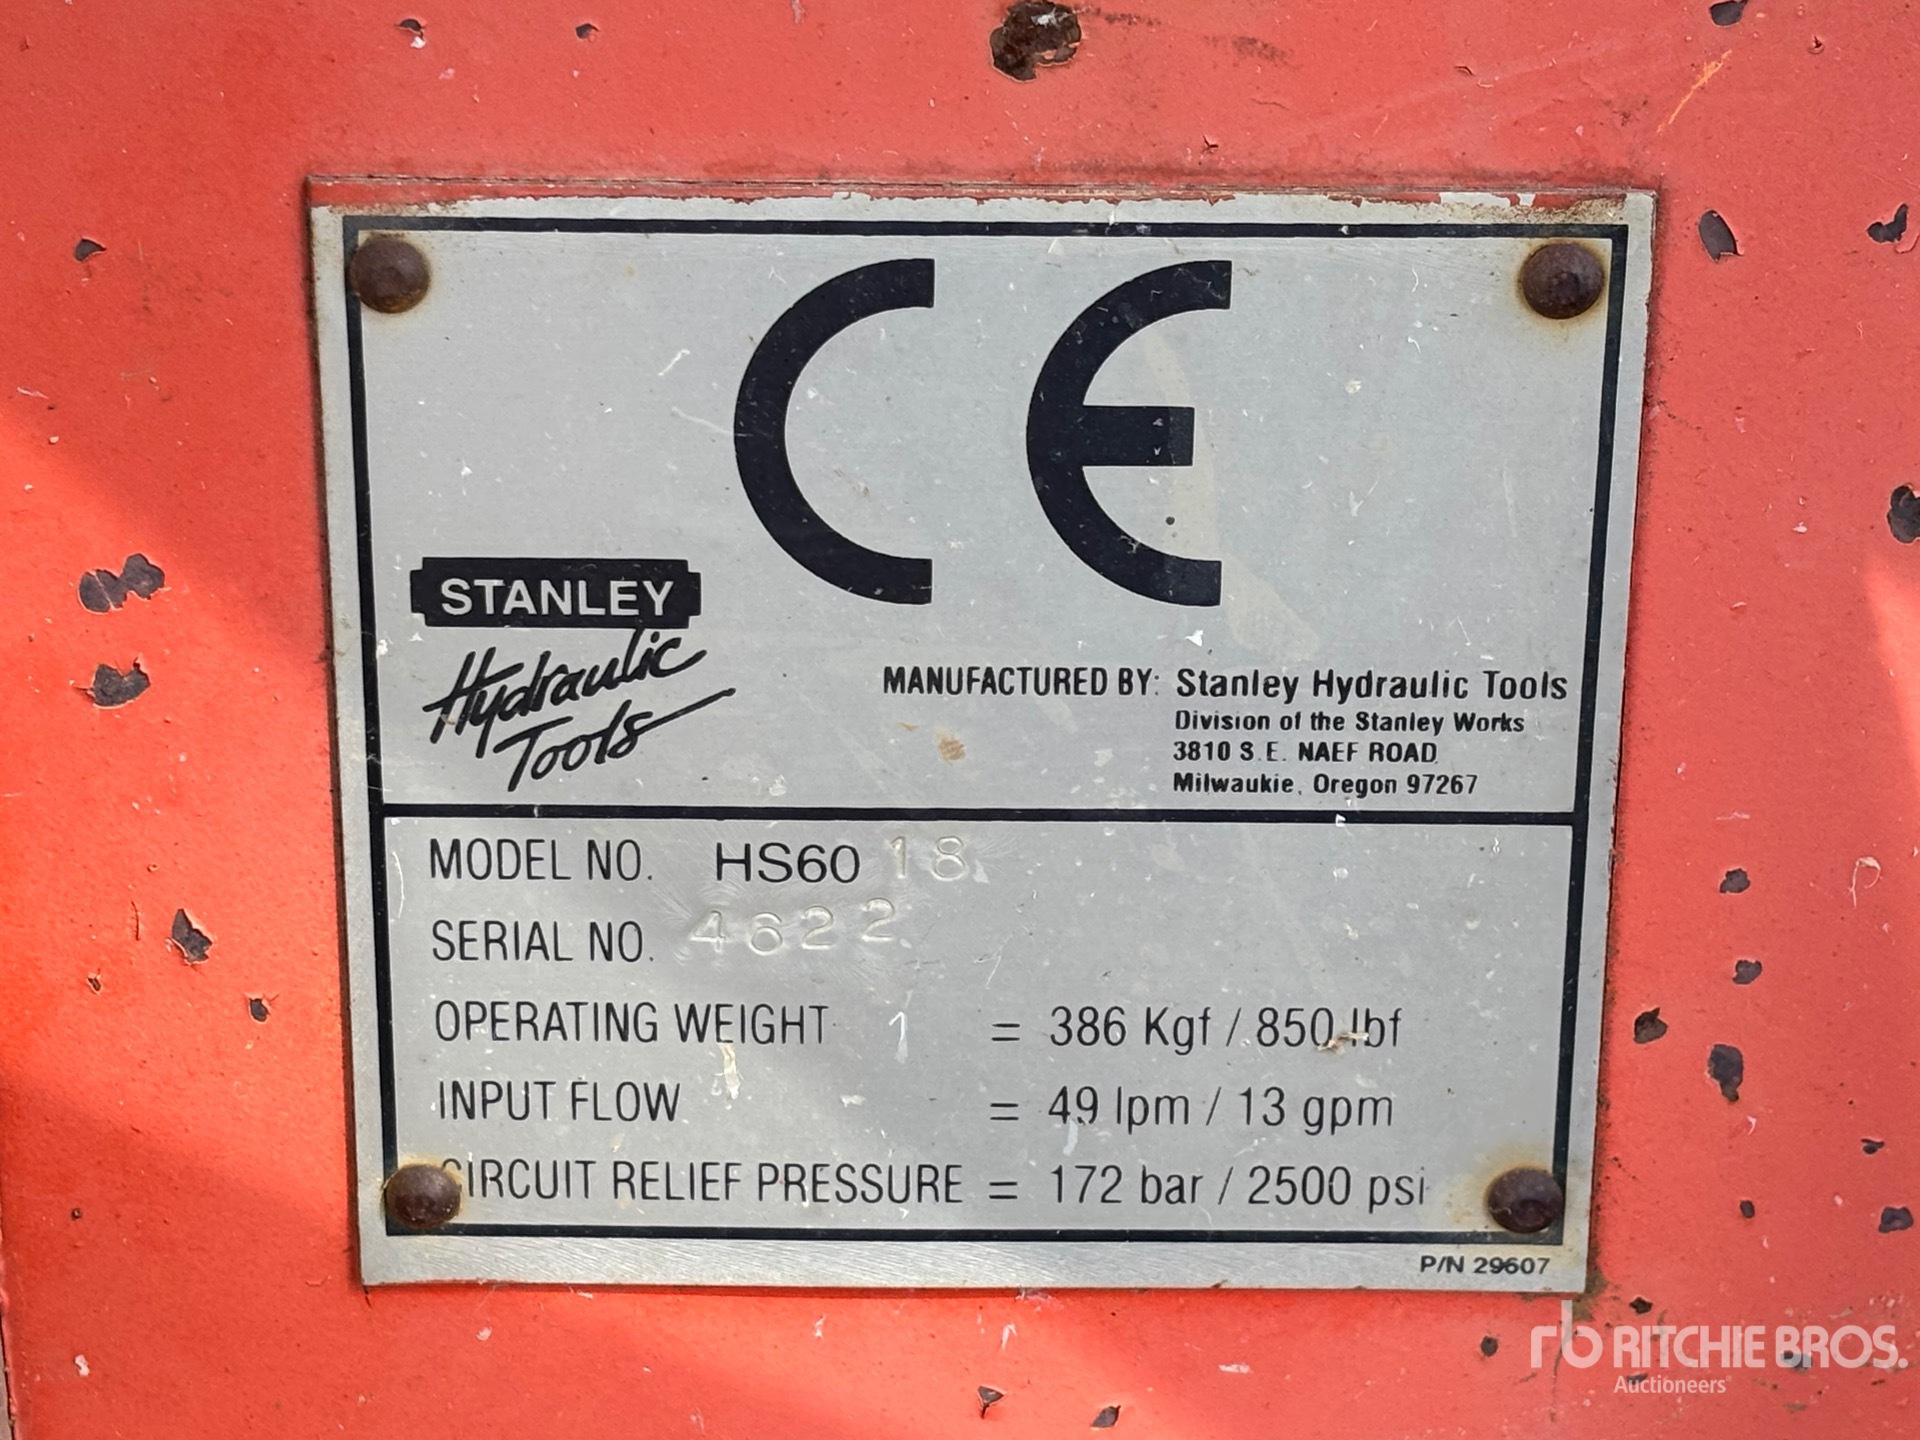 CE
STANLEY
Hydraulic
Tools
MANUFACTURED BY: Stanley Hydraulic Tools
Division of the Stanley Works
3810 S.E. NAEF ROAD
Milwaukie, Oregon 97267
MODEL NO. HS60 18
SERIAL NO. 4622
OPERATING WEIGHT 1 = 386 Kgf / 850 lbf
INPUT FLOW = 49 lpm / 13 gpm
CIRCUIT RELIEF PRESSURE = 172 bar / 2500 psi
P/N 29607
rb RITCHIE BROS.
Auctioneers